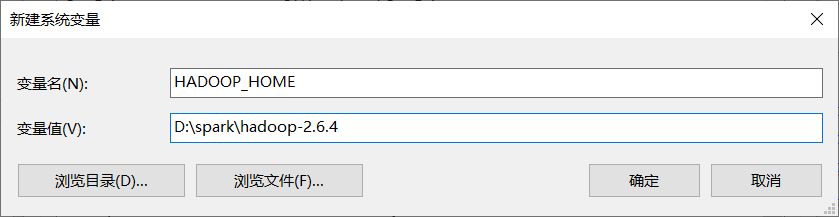 新建系统变量
变量名(N): HADOOP_HOME
变量值(V): D:\spark\hadoop-2.6.4
浏览目录(D)... 浏览文件(F)... 确定 取消